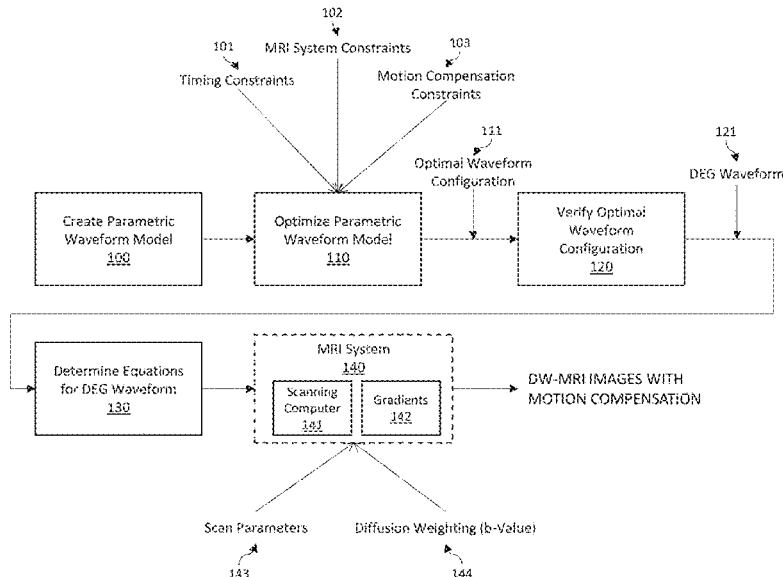 102
101
MRI System Constraints
103
Timing Constraints
Motion Compensation
Constraints
111
Optimal Waveform
Configuration
121
DEG Waveform
Create Parametric
Waveform Model
100
Optimize Parametric
Waveform Model
110
Verify Optimal
Waveform
Configuration
120
Determine Equations
for DEG Waveform
130
MRI System
140
Scanning
Computer
141
Gradients
142
DW-MRI IMAGES WITH
MOTION COMPENSATION
Scan Parameters
Diffusion Weighting (b-Value)
143
144